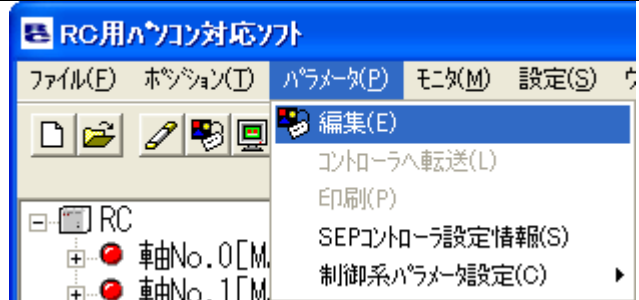 RC用ﾊﾟｿｺﾝ対応ｿﾌﾄ
ﾌｧｲﾙ(F) ﾎﾟｼﾞｼｮﾝ(T) ﾊﾟﾗﾒｰﾀ(P) ﾓﾆﾀ(M) 設定(S)
編集(E)
ｺﾝﾄﾛｰﾗへ転送(L)
印刷(P)
SEPｺﾝﾄﾛｰﾗ設定情報(S)
制御系ﾊﾟﾗﾒｰﾀ設定(C)
RC
軸No.0[M
軸No.1[M